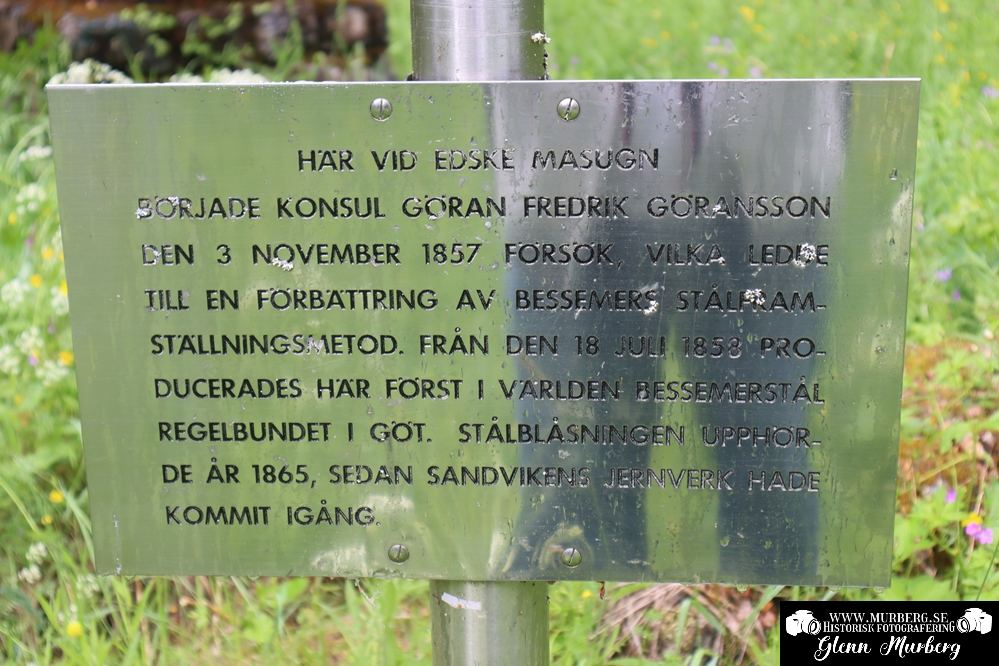 HÄR VID EDSKE MASUGN
BÖRJADE KONSUL GÖRAN FREDRIK GÖRANSSON
DEN 3 NOVEMBER 1857 FÖRSÖK, VILKA LEDDE
TILL EN FÖRBÄTTRING AV BESSEMERS STÅLFRAM-
STÄLLNINGSMETOD. FRÅN DEN 18 JULI 1858 PRO-
DUCERADES HÄR FÖRST I VÄRLDEN BESSEMERSTÅL
REGELBUNDET I GÖT. STÅLBLÅSNINGEN UPPHÖR-
DE ÅR 1865, SEDAN SANDVIKENS JERNVERK HADE
KOMMIT IGÅNG.
WWW.MURBERG.SE
HISTORISK FOTOGRAFERING
Glenn Murberg